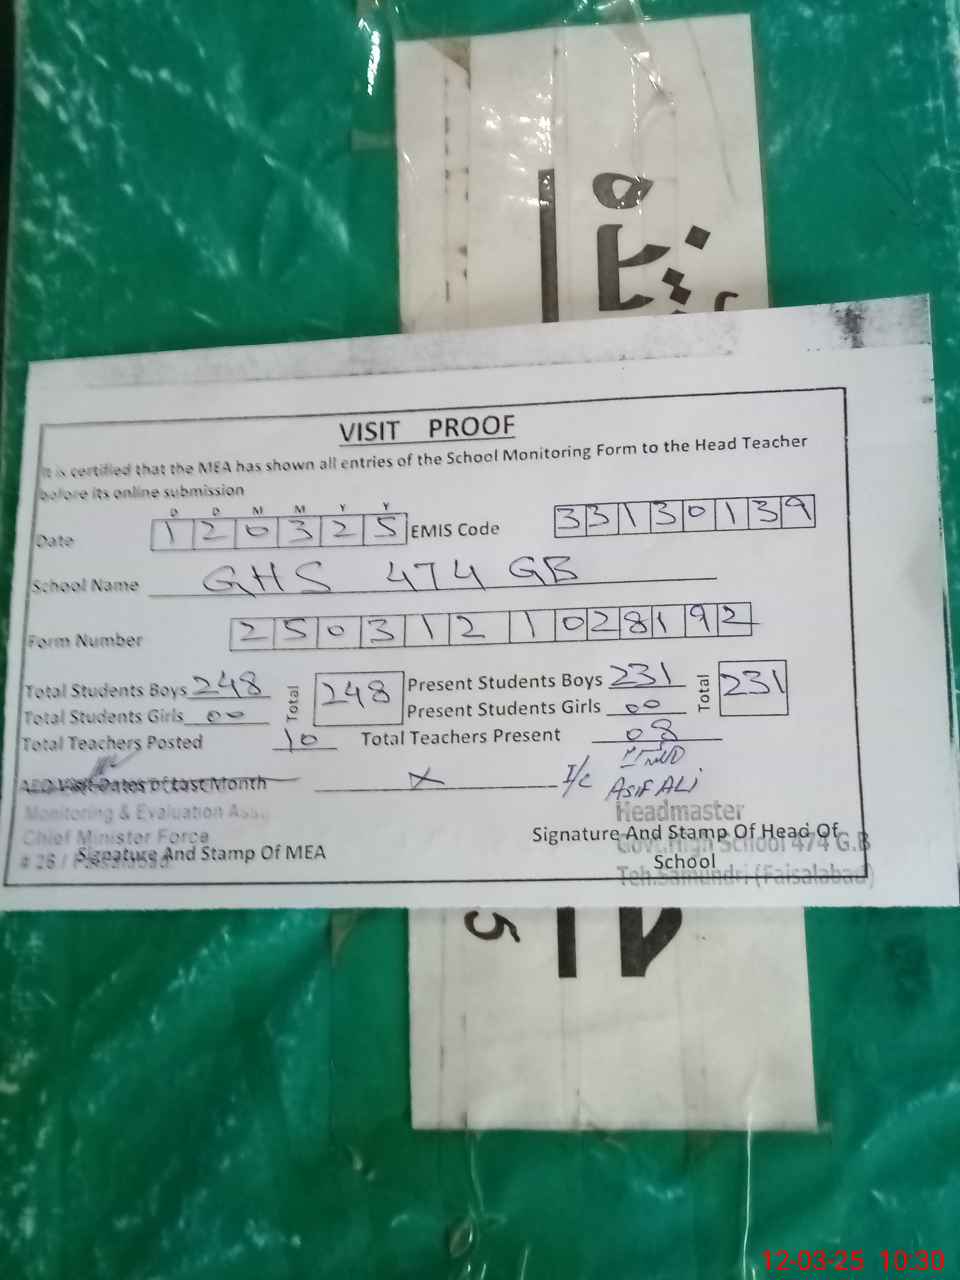 VISIT PROOF
It is certified that the MEA has shown all entries of the School Monitoring Form to the Head Teacher
before its online submission
D D M M Y Y
Date 1 2 0 3 2 5 EMIS Code 3 3 1 3 0 1 3 9
School Name GHS 474 GB
Form Number 2 5 0 3 1 2 1 0 2 8 1 9 2
Total Students Boys 248 Total 248 Present Students Boys 231 Total 231
Total Students Girls 00 Present Students Girls 00
Total Teachers Posted 10 Total Teachers Present 08
AEO Visit Dates of Last Month X I/C ASIF ALI
Monitoring & Evaluation Headmaster
Chief Minister Force Signature And Stamp Of Head Of
# 26 / Signature And Stamp Of MEA Govt. High School 474 G.B
School
Teh. Samundri (Faisalabad)
12-03-25 10:30